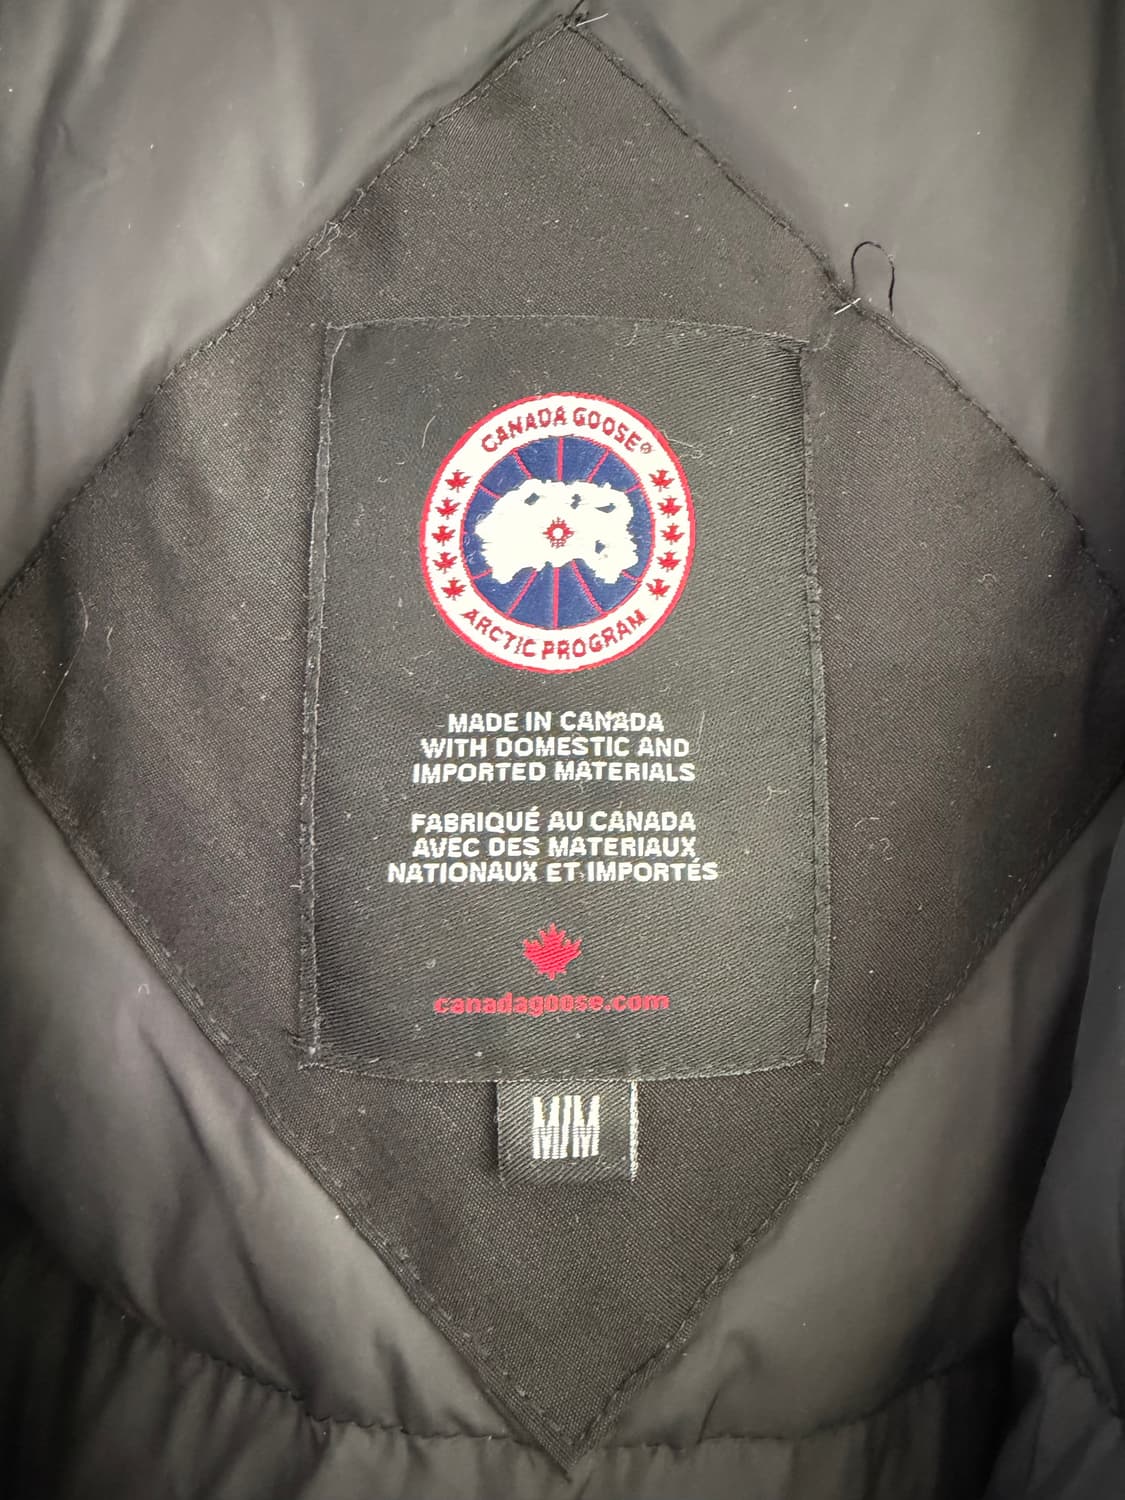 CANADA GOOSE®
ARCTIC PROGRAM
MADE IN CANADA
WITH DOMESTIC AND
IMPORTED MATERIALS
FABRIQUÉ AU CANADA
AVEC DES MATERIAUX
NATIONAUX ET IMPORTÉS
canadagoose.com
M/M